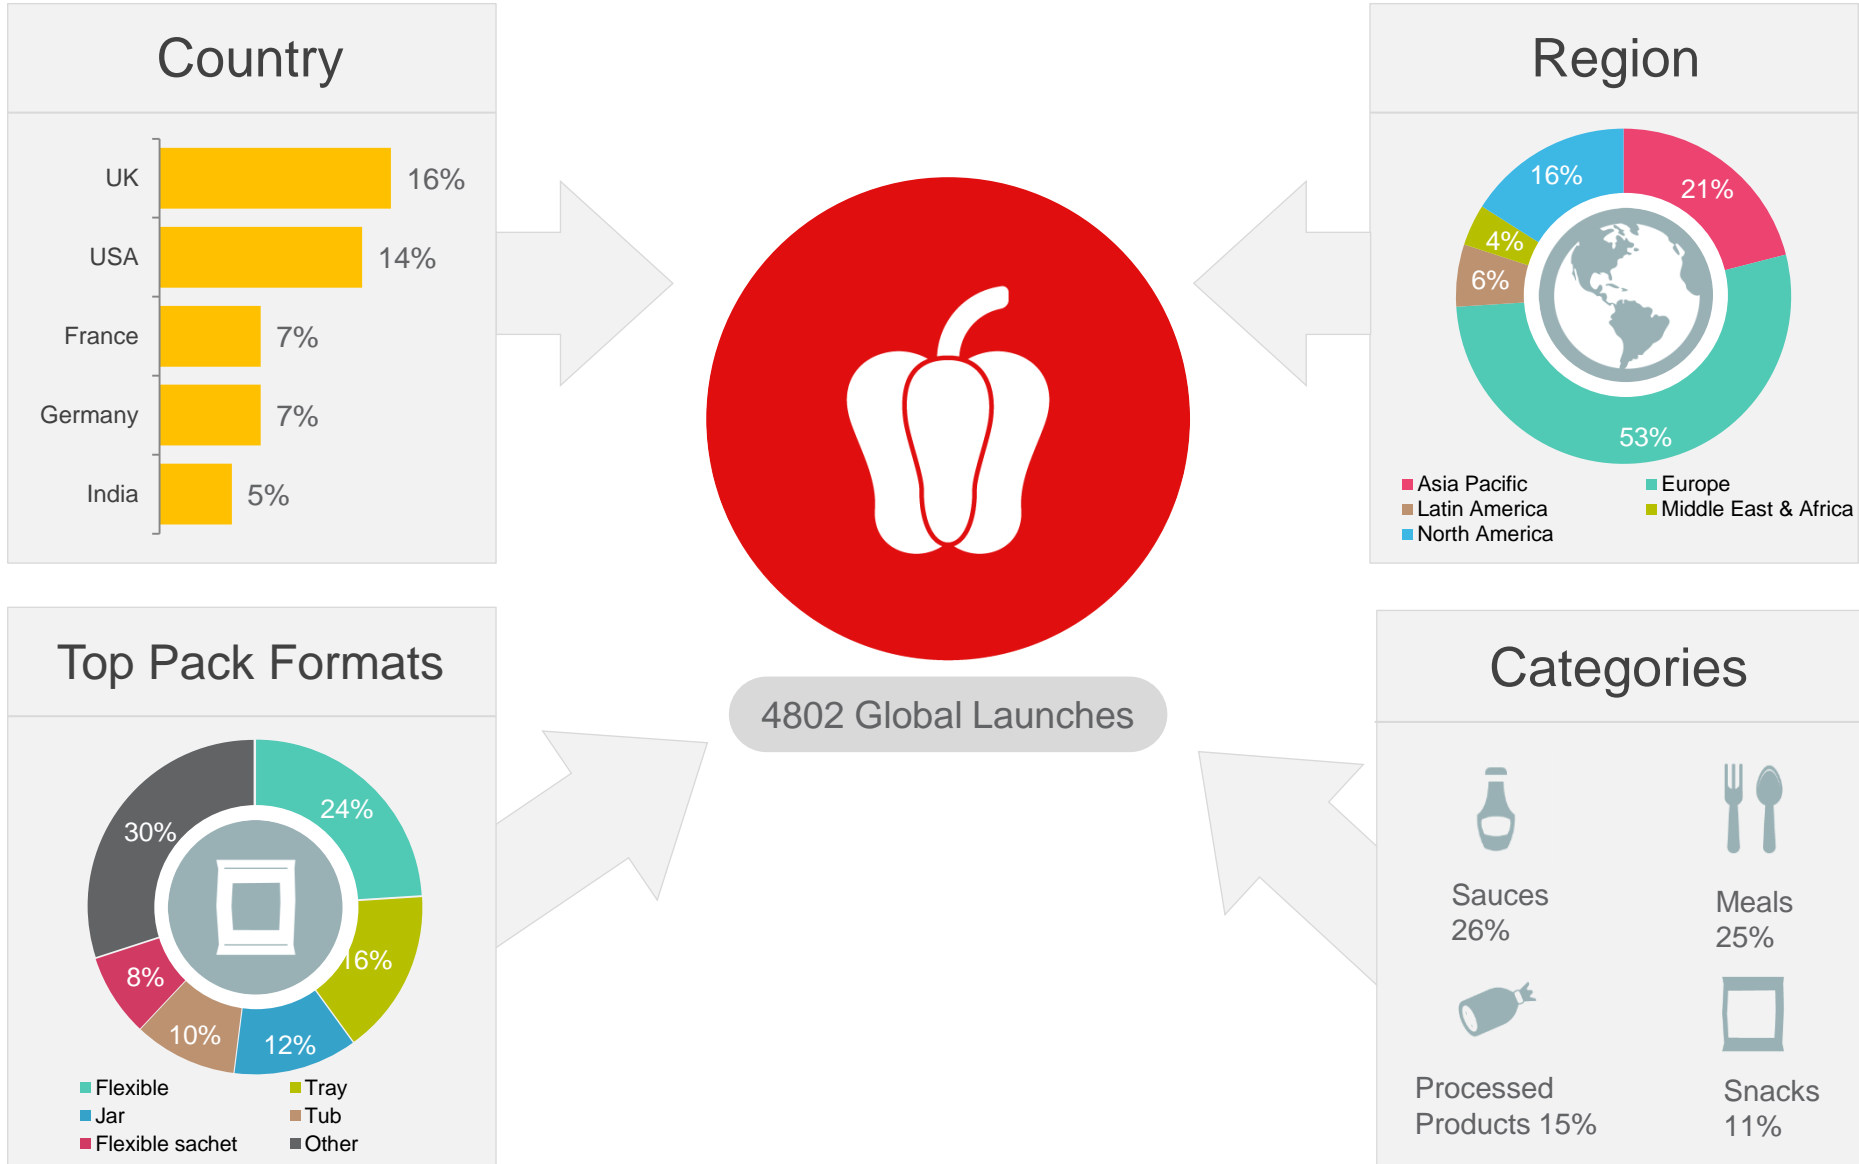 Country
UK
16%
USA
14%
France
7%
Germany
7%
India
5%
Region
16%
21%
4%
6%
53%
Asia Pacific
Europe
Latin America
Middle East & Africa
North America
4802 Global Launches
Top Pack Formats
24%
30%
16%
8%
10%
12%
Flexible
Tray
Jar
Tub
Flexible sachet
Other
Categories
Sauces
26%
Meals
25%
Processed
Products 15%
Snacks
11%